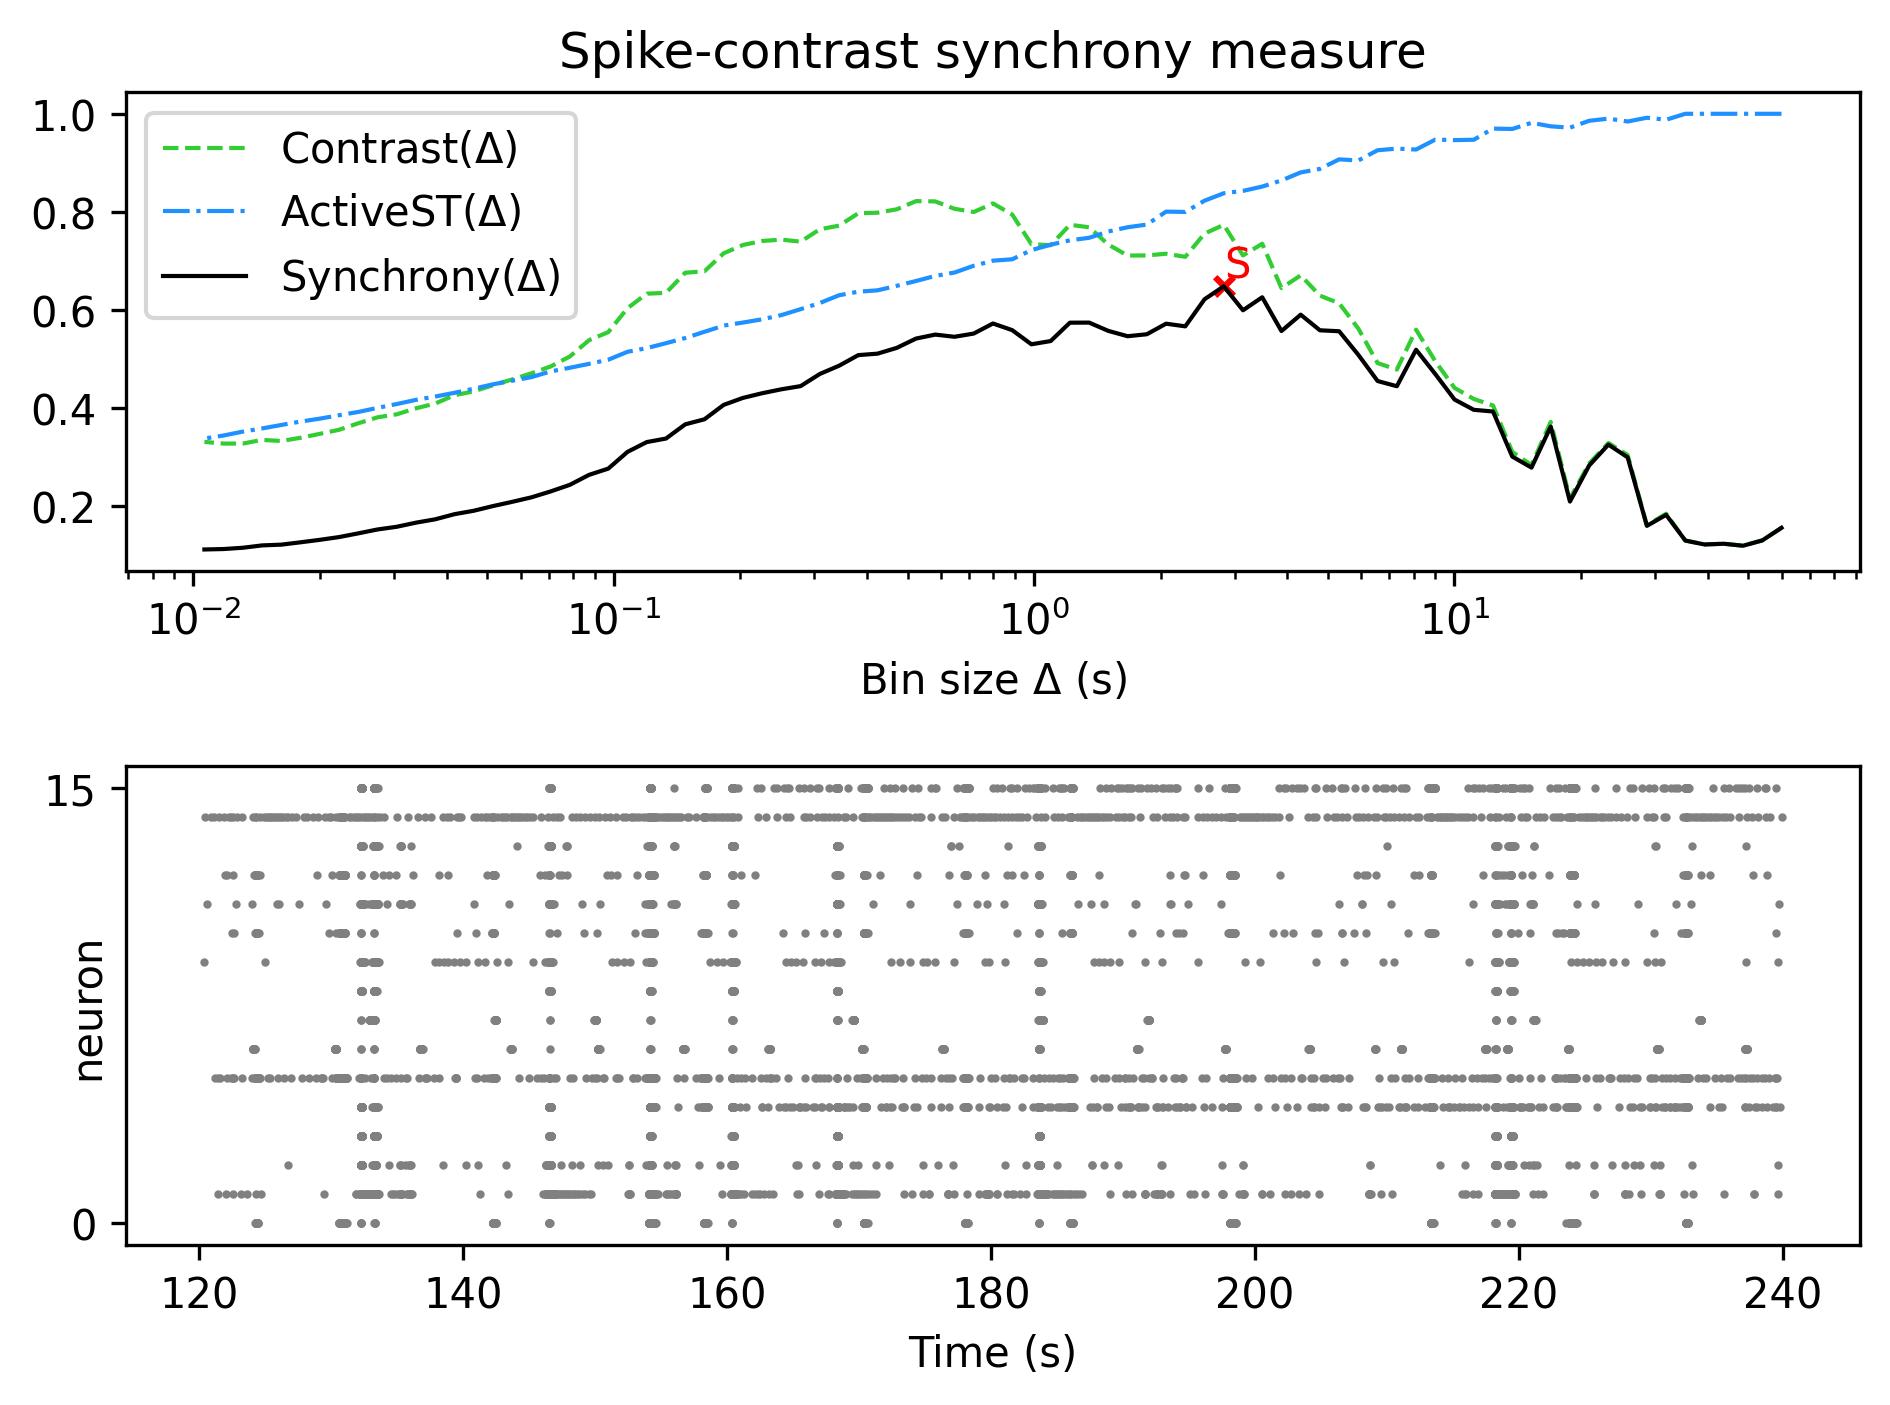 Spike-contrast synchrony measure
1.0
0.8
0.6
0.4
0.2
Contrast(Δ)
ActiveST(Δ)
Synchrony(Δ)
S
10⁻² 10⁻¹ 10⁰ 10¹
Bin size Δ (s)
15
0
neuron
120 140 160 180 200 220 240
Time (s)